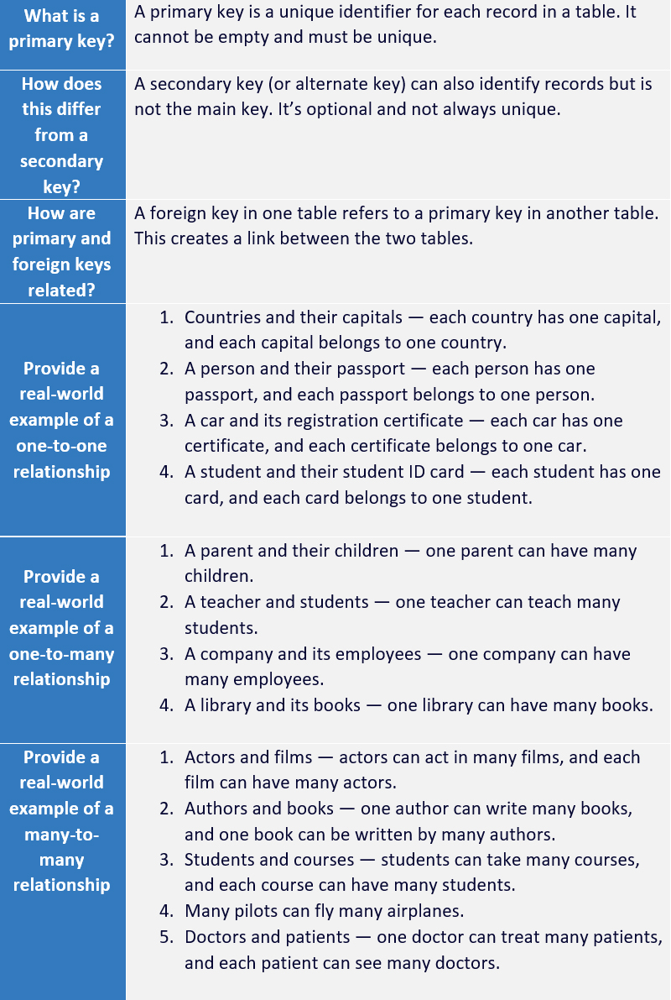 What is a
primary key?
A primary key is a unique identifier for each record in a table. It
cannot be empty and must be unique.
How does
this differ
from a
secondary
key?
A secondary key (or alternate key) can also identify records but is
not the main key. It’s optional and not always unique.
How are
primary and
foreign keys
related?
A foreign key in one table refers to a primary key in another table.
This creates a link between the two tables.
Provide a
real-world
example of a
one-to-one
relationship
1. Countries and their capitals — each country has one capital,
and each capital belongs to one country.
2. A person and their passport — each person has one
passport, and each passport belongs to one person.
3. A car and its registration certificate — each car has one
certificate, and each certificate belongs to one car.
4. A student and their student ID card — each student has one
card, and each card belongs to one student.
Provide a
real-world
example of a
one-to-many
relationship
1. A parent and their children — one parent can have many
children.
2. A teacher and students — one teacher can teach many
students.
3. A company and its employees — one company can have
many employees.
4. A library and its books — one library can have many books.
Provide a
real-world
example of a
many-to-
many
relationship
1. Actors and films — actors can act in many films, and each
film can have many actors.
2. Authors and books — one author can write many books,
and one book can be written by many authors.
3. Students and courses — students can take many courses,
and each course can have many students.
4. Many pilots can fly many airplanes.
5. Doctors and patients — one doctor can treat many patients,
and each patient can see many doctors.